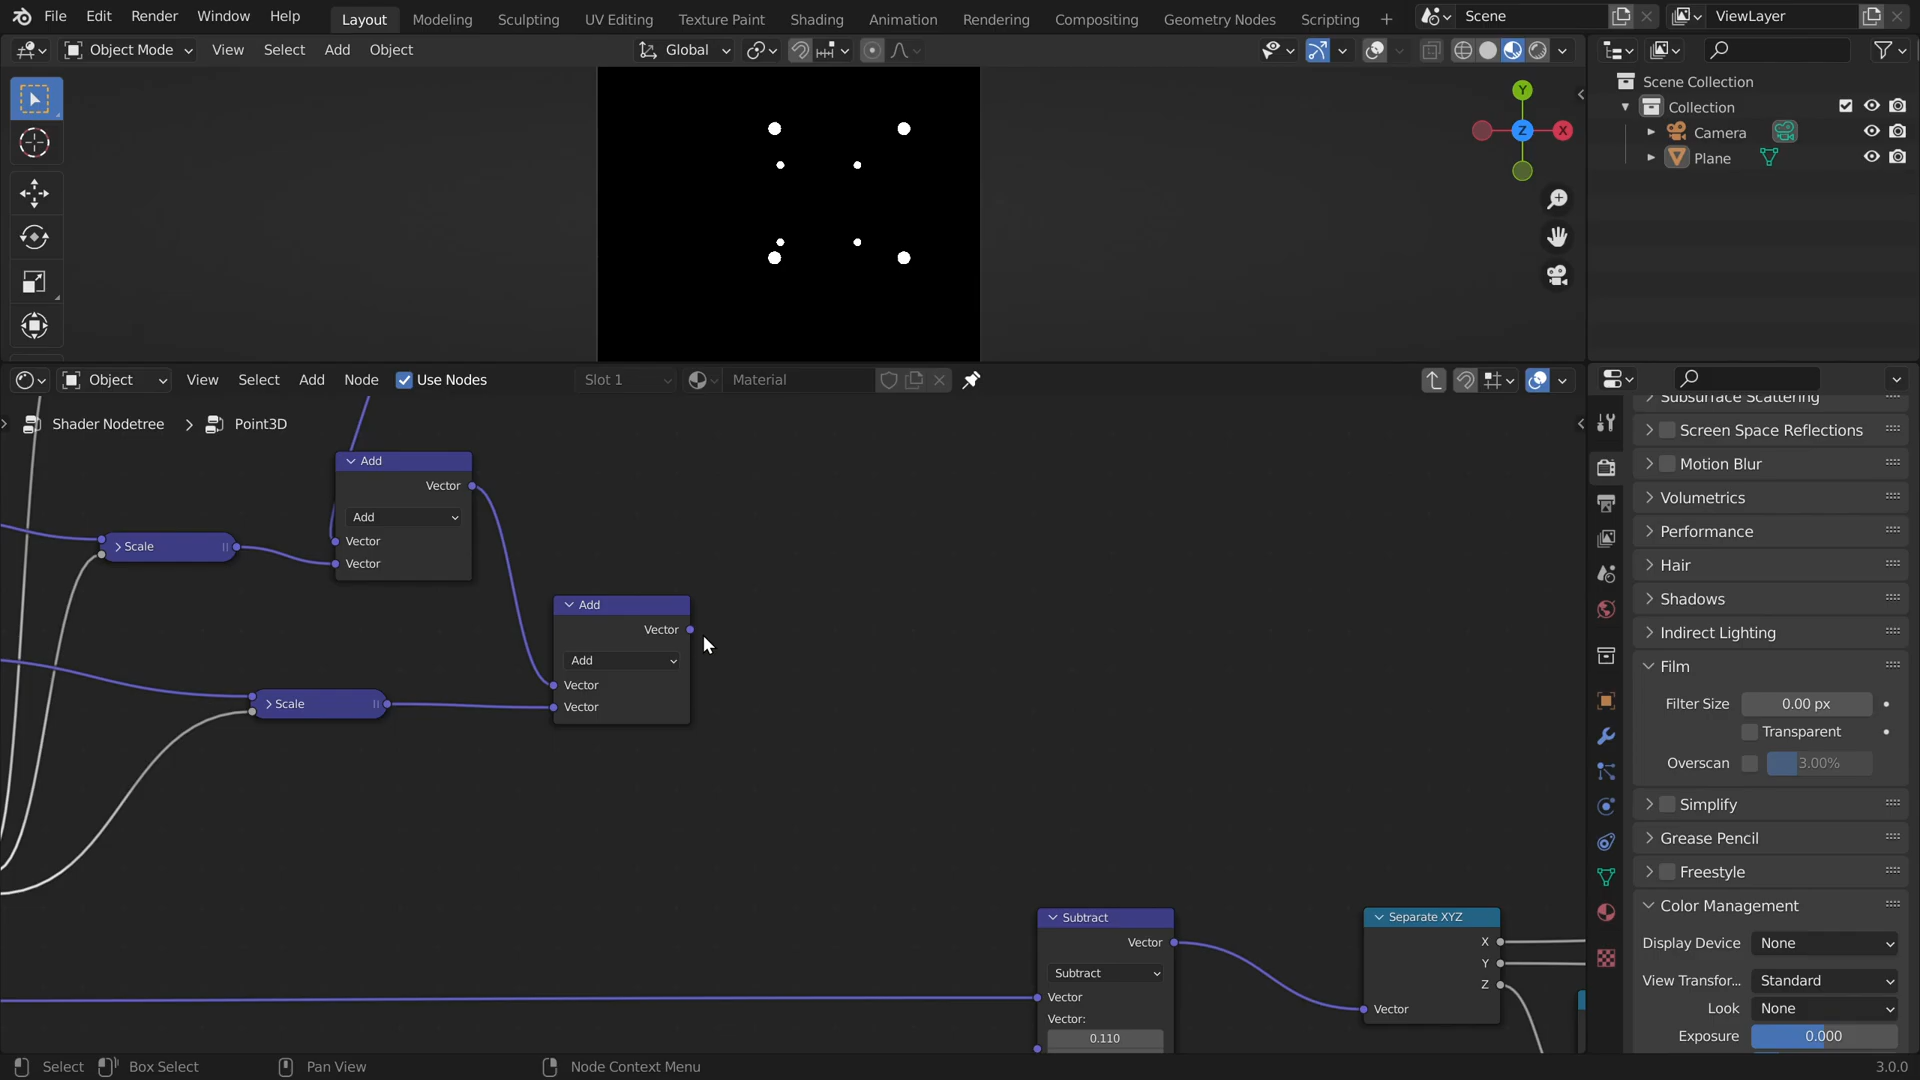 File Edit Render Window Help Layout Modeling Sculpting UV Editing Texture Paint Shading Animation Rendering Compositing Geometry Nodes Scripting + Scene ViewLayer
Object Mode View Select Add Object Global
Scene Collection
Collection
Camera
Plane
Y
Z X
Object View Select Add Node Use Nodes Slot 1 Material
Shader Nodetree > Point3D
Add
Vector
Add
Vector
Vector
Scale
Add
Vector
Add
Vector
Vector
Scale
Subtract
Vector
Subtract
Vector
Vector:
0.110
Separate XYZ
X
Y
Z
Vector
Subsurface Scattering
Screen Space Reflections
Motion Blur
Volumetrics
Performance
Hair
Shadows
Indirect Lighting
Film
Filter Size 0.00 px
Transparent
Overscan 3.00%
Simplify
Grease Pencil
Freestyle
Color Management
Display Device None
View Transfor... Standard
Look None
Exposure 0.000
Select Box Select Pan View Node Context Menu 3.0.0